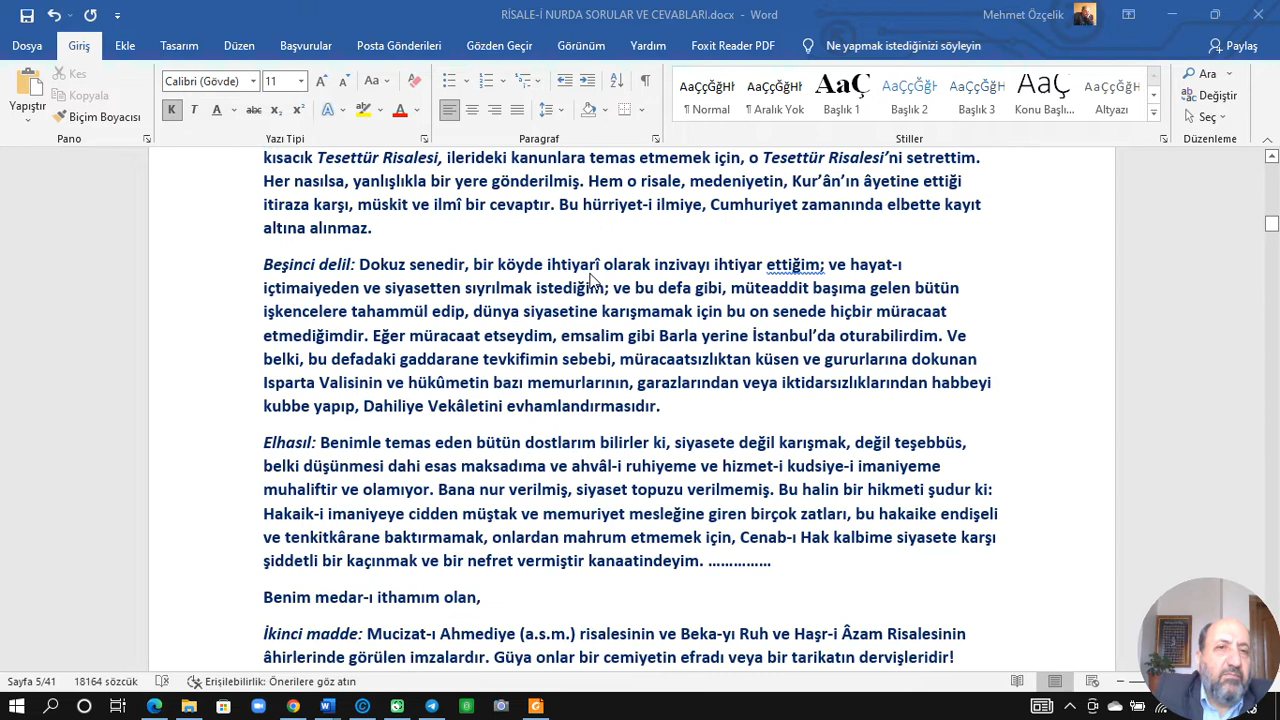 RİSALE-İ NURDA SORULAR VE CEVABLARI.docx - Word
Mehmet Özçelik
Dosya Giriş Ekle Tasarım Düzen Başvurular Posta Gönderileri Gözden Geçir Görünüm Yardım Foxit Reader PDF Ne yapmak istediğinizi söyleyin Paylaş
Yapıştır
Kes
Kopyala
Biçim Boyacısı
Calibri (Gövde) 11
AaÇçĞğHł AaÇçĞğHł AaÇ AaÇçĞğł AaÇçĞğH AaÇç AaÇçĞğH
¶ Normal ¶ Aralık Yok Başlık 1 Başlık 2 Başlık 3 Konu Başlı... Altyazı
Ara
Değiştir
Seç
Pano Yazı Tipi Paragraf Stiller Düzenleme
kısacık Tesettür Risalesi, ilerideki kanunlara temas etmemek için, o Tesettür Risalesi’ni setrettim.
Her nasılsa, yanlışlıkla bir yere gönderilmiş. Hem o risale, medeniyetin, Kur’ân’ın âyetine ettiği
itiraza karşı, müskit ve ilmî bir cevaptır. Bu hürriyet-i ilmiye, Cumhuriyet zamanında elbette kayıt
altına alınmaz.
Beşinci delil: Dokuz senedir, bir köyde ihtiyarî olarak inzivayı ihtiyar ettiğim; ve hayat-ı
içtimaiyeden ve siyasetten sıyrılmak istediğim; ve bu defa gibi, müteaddit başıma gelen bütün
işkencelere tahammül edip, dünya siyasetine karışmamak için bu on senede hiçbir müracaat
etmediğimdir. Eğer müracaat etseydim, emsalim gibi Barla yerine İstanbul’da oturabilirdim. Ve
belki, bu defadaki gaddarane tevkifimin sebebi, müracaatsızlıktan küsen ve gururlarına dokunan
Isparta Valisinin ve hükûmetin bazı memurlarının, garazlarından veya iktidarsızlıklarından habbeyi
kubbe yapıp, Dahiliye Vekâletini evhamlandırmasıdır.
Elhasıl: Benimle temas eden bütün dostlarım bilirler ki, siyasete değil karışmak, değil teşebbüs,
belki düşünmesi dahi esas maksadıma ve ahvâl-i ruhiyeme ve hizmet-i kudsiye-i imaniyeme
muhaliftir ve olamıyor. Bana nur verilmiş, siyaset topuzu verilmemiş. Bu halin bir hikmeti şudur ki:
Hakaik-i imaniyeye cidden müştak ve memuriyet mesleğine giren birçok zatları, bu hakaike endişeli
ve tenkitkârane baktırmamak, onlardan mahrum etmemek için, Cenab-ı Hak kalbime siyasete karşı
şiddetli bir kaçınmak ve bir nefret vermiştir kanaatindeyim. ……………
Benim medar-ı ithamım olan,
İkinci madde: Mucizat-ı Ahmediye (a.s.m.) risalesinin ve Beka-yı Ruh ve Haşr-i Âzam Risalesinin
âhirlerinde görülen imzalardır. Güya onlar bir cemiyetin efradı veya bir tarikatın dervişleridir!
Sayfa 5/41 18164 sözcük Erişilebilirlik: Önerilere göz atın